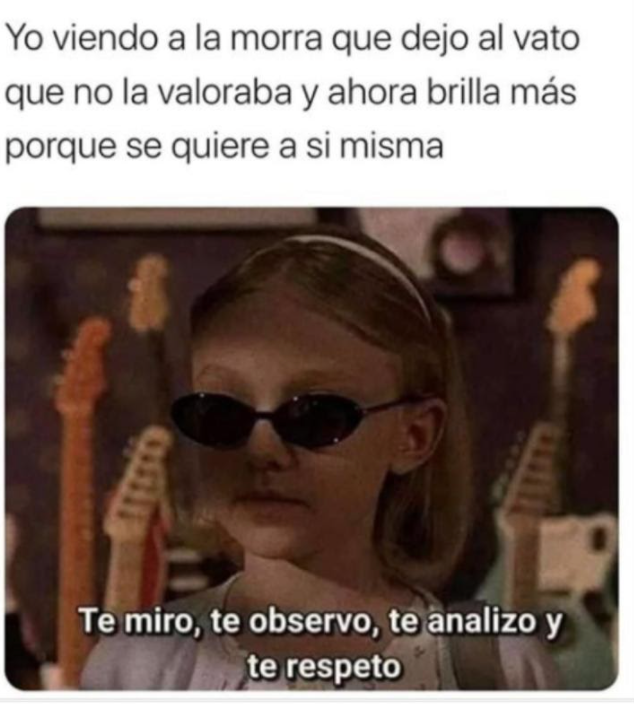 Yo viendo a la morra que dejo al vato
que no la valoraba y ahora brilla más
porque se quiere a si misma
Te miro, te observo, te analizo y
te respeto